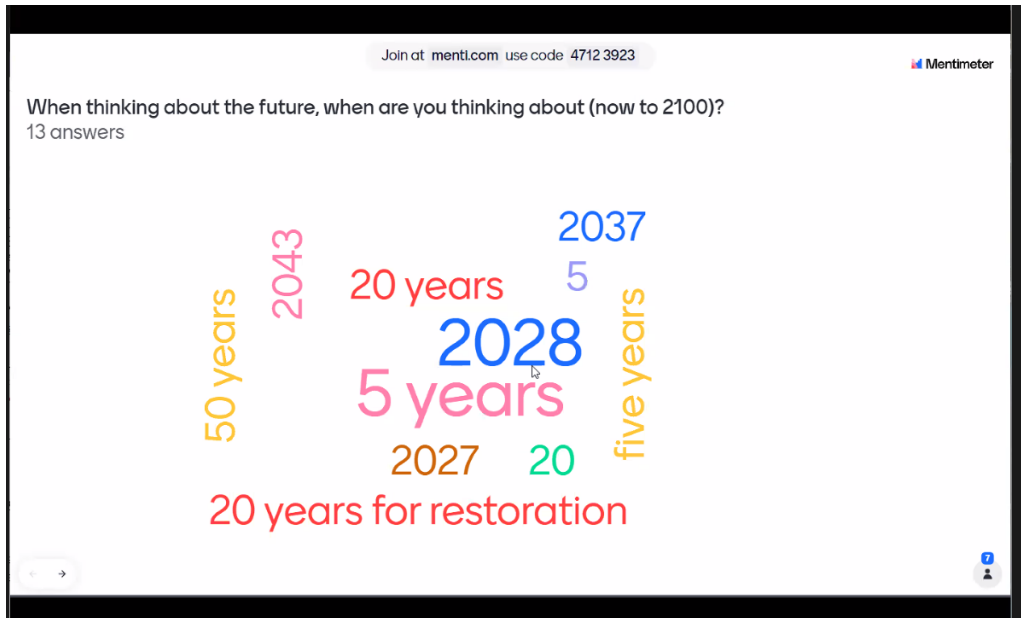 Join at menti.com use code 4712 3923
Mentimeter
When thinking about the future, when are you thinking about (now to 2100)?
13 answers
2037
2043
5
20 years
50 years
five years
2028
5 years
2027
20
20 years for restoration
7